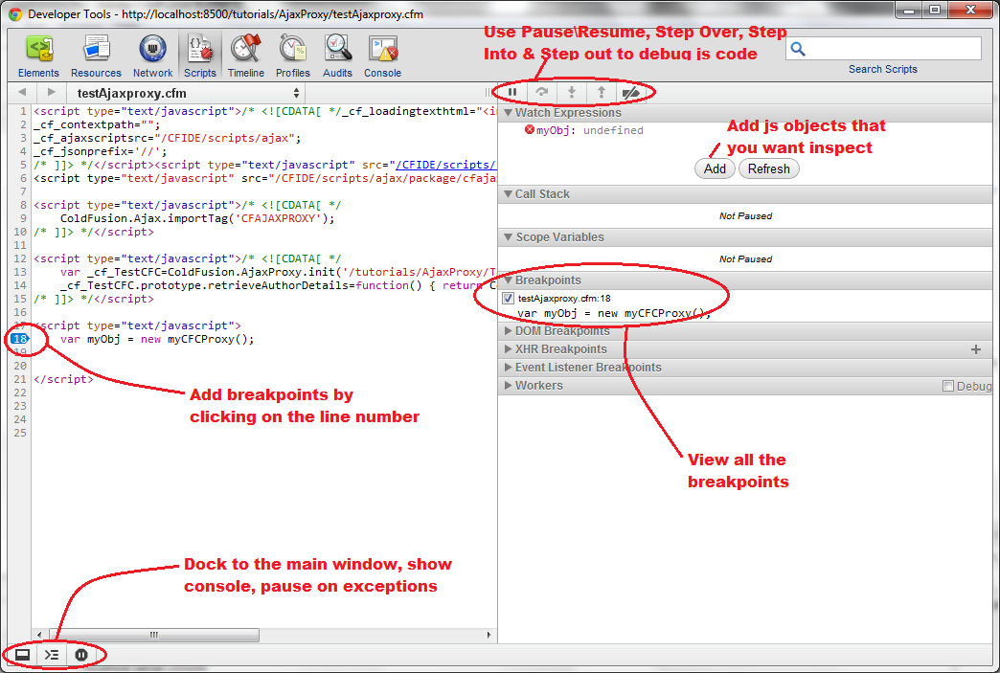 Developer Tools - http://localhost:8500/tutorials/AjaxProxy/testAjaxproxy.cfm
Use Pause\Resume, Step Over, Step
Into & Step out to debug js code
Elements Resources Network Scripts Timeline Profiles Audits Console
Search Scripts
testAjaxproxy.cfm
1 <script type="text/javascript">/* <![CDATA[ */_cf_loadingtexthtml="<i
2 _cf_contextpath="";
3 _cf_ajaxscriptsrc="/CFIDE/scripts/ajax";
4 _cf_jsonprefix='//';
5 /* ]]> */</script><script type="text/javascript" src="/CFIDE/scripts/
6 <script type="text/javascript" src="/CFIDE/scripts/ajax/package/cfaja
7
8 <script type="text/javascript">/* <![CDATA[ */
9 ColdFusion.Ajax.importTag('CFAJAXPROXY');
10 /* ]]> */</script>
11
12 <script type="text/javascript">/* <![CDATA[ */
13 var _cf_TestCFC=ColdFusion.AjaxProxy.init('/tutorials/AjaxProxy/T
14 _cf_TestCFC.prototype.retrieveAuthorDetails=function() { return C
15 /* ]]> */</script>
16
17 <script type="text/javascript">
18 var myObj = new myCFCProxy();
19
20
21 </script>
22
23
24
25
Add breakpoints by
clicking on the line number
Dock to the main window, show
console, pause on exceptions
Watch Expressions
myObj: undefined
Add js objects that
you want inspect
Add Refresh
Call Stack
Not Paused
Scope Variables
Not Paused
Breakpoints
testAjaxproxy.cfm:18
var myObj = new myCFCProxy();
DOM Breakpoints
XHR Breakpoints
Event Listener Breakpoints
Workers Debug
View all the
breakpoints